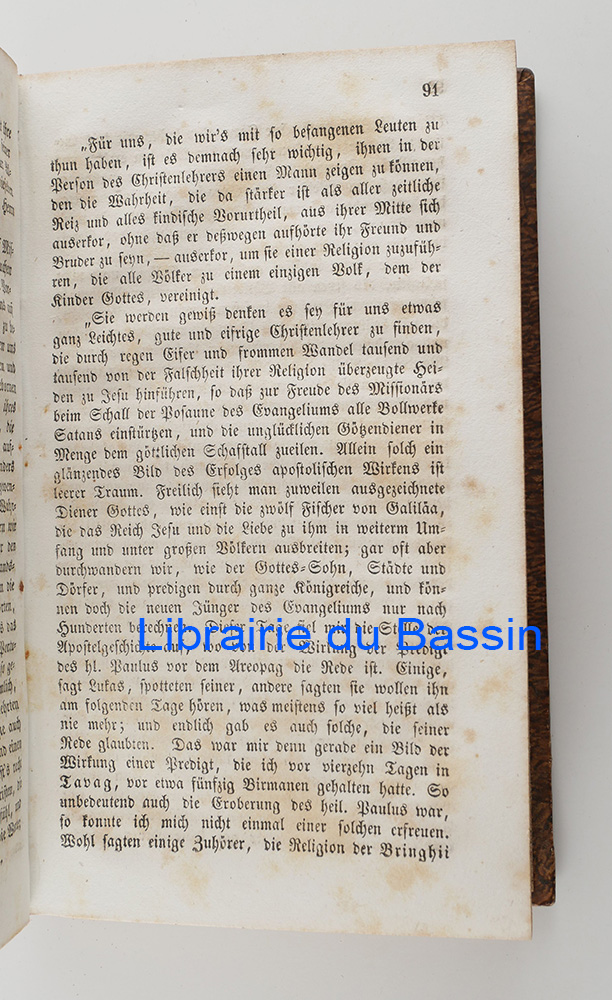 91
„Für uns, die wir's mit so befangenen Leuten zu
thun haben, ist es demnach sehr wichtig, ihnen in der
Person des Christenlehrers einen Mann zeigen zu können,
den die Wahrheit, die da stärker ist als aller zeitliche
Reiz und alles kindische Vorurtheil, aus ihrer Mitte sich
auserkor, ohne daß er deßwegen aufhörte ihr Freund und
Bruder zu seyn, — auserkor, um sie einer Religion zuzufüh-
ren, die alle Völker zu einem einzigen Volk, dem der
Kinder Gottes, vereinigt.
„Sie werden gewiß denken es sey für uns etwas
ganz Leichtes, gute und eifrige Christenlehrer zu finden,
die durch regen Eifer und frommen Wandel tausend und
tausend von der Falschheit ihrer Religion überzeugte Hei-
den zu Jesu hinführen, so daß zur Freude des Missionärs
beim Schall der Posaune des Evangeliums alle Bollwerke
Satans einstürzen, und die unglücklichen Götzendiener in
Menge dem göttlichen Schafstall zueilen. Allein solch ein
glänzendes Bild des Erfolges apostolischen Wirkens ist
leerer Traum. Freilich sieht man zuweilen ausgezeichnete
Diener Gottes, wie einst die zwölf Fischer von Galiläa,
die das Reich Jesu und die Liebe zu ihm in weiterm Um-
fang und unter großen Völkern ausbreiten; gar oft aber
durchwandern wir, wie der Gottes-Sohn, Städte und
Dörfer, und predigen durch ganze Königreiche, und kön-
nen doch die neuen Jünger des Evangeliums nur nach
Hunderten berechnen. Dieser Tage fiel mir die Stelle der
Apostelgeschichte auf, wo von der Wirkung der Predigt
des hl. Paulus vor dem Areopag die Rede ist. Einige,
sagt Lukas, spotteten seiner, andere sagten sie wollen ihn
am folgenden Tage hören, was meistens so viel heißt als
nie mehr; und endlich gab es auch solche, die seiner
Rede glaubten. Das war mir denn gerade ein Bild der
Wirkung einer Predigt, die ich vor vierzehn Tagen in
Tavag, vor etwa fünfzig Birmanen gehalten hatte. So
unbedeutend auch die Eroberung des heil. Paulus war,
so konnte ich mich nicht einmal einer solchen erfreuen.
Wohl sagten einige Zuhörer, die Religion der Bringhii
Librairie du Bassin